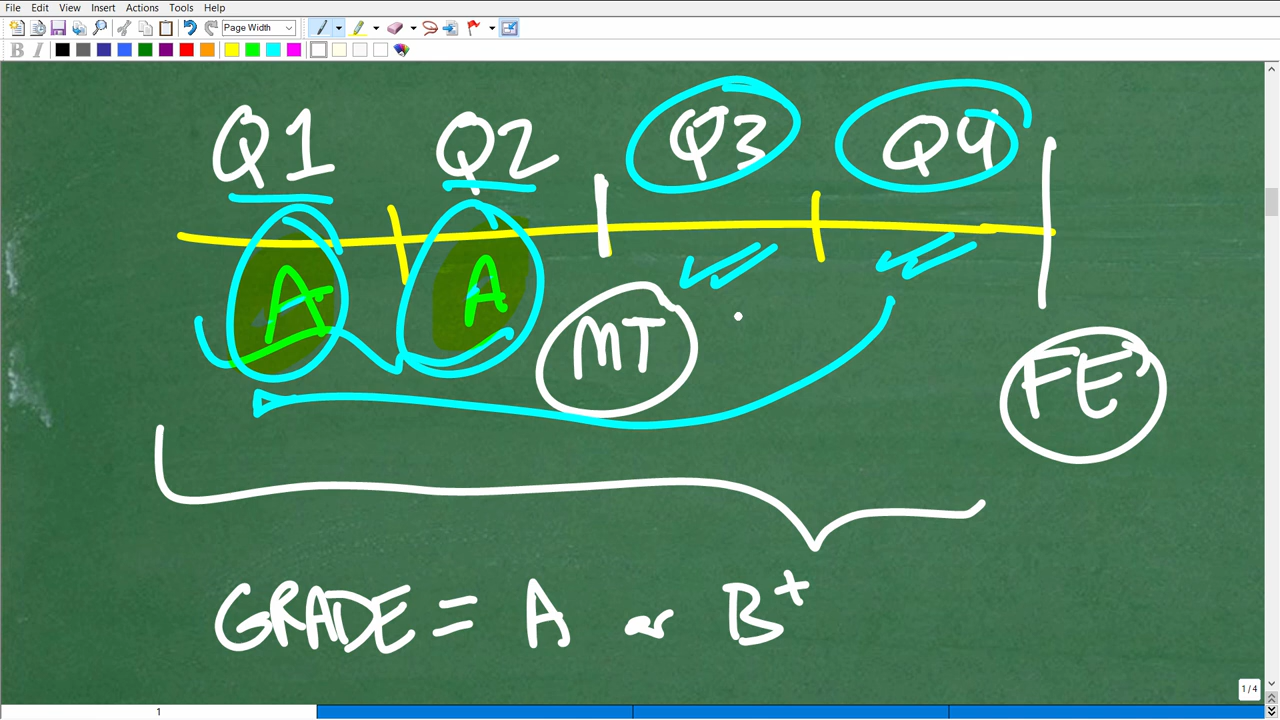 File Edit View Insert Actions Tools Help
Page Width
B I
Q1 Q2 Q3 Q4
A A
MT FE
GRADE = A or B+
1 / 4
1